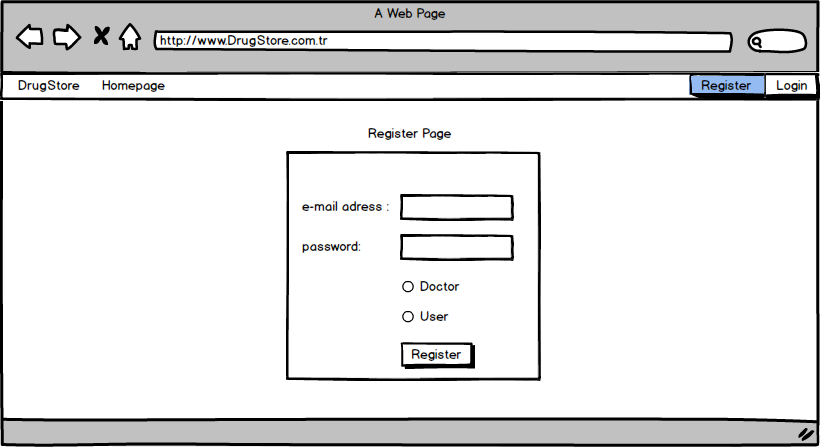 A Web Page
http://www.DrugStore.com.tr
DrugStore Homepage Register Login
Register Page
e-mail adress :
password:
Doctor
User
Register